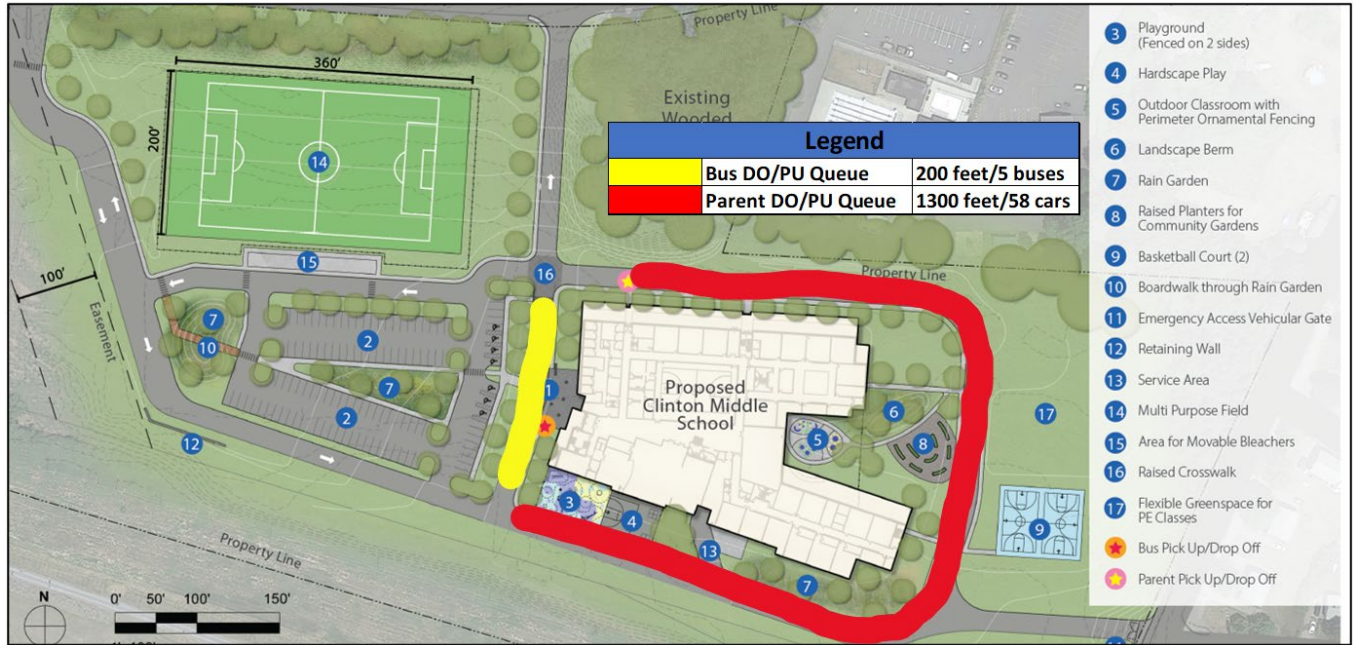 Property Line
360'
200'
14
15
16
100'
Easement
7
10
2
7
2
12
1
Existing
Wooded
Legend
Bus DO/PU Queue 200 feet/5 buses
Parent DO/PU Queue 1300 feet/58 cars
Property Line
Proposed
Clinton Middle
School
6
5
8
17
3
4
13
7
9
Property Line
N
0' 50' 100' 150'
3 Playground
(Fenced on 2 sides)
4 Hardscape Play
5 Outdoor Classroom with
Perimeter Ornamental Fencing
6 Landscape Berm
7 Rain Garden
8 Raised Planters for
Community Gardens
9 Basketball Court (2)
10 Boardwalk through Rain Garden
11 Emergency Access Vehicular Gate
12 Retaining Wall
13 Service Area
14 Multi Purpose Field
15 Area for Movable Bleachers
16 Raised Crosswalk
17 Flexible Greenspace for
PE Classes
Bus Pick Up/Drop Off
Parent Pick Up/Drop Off